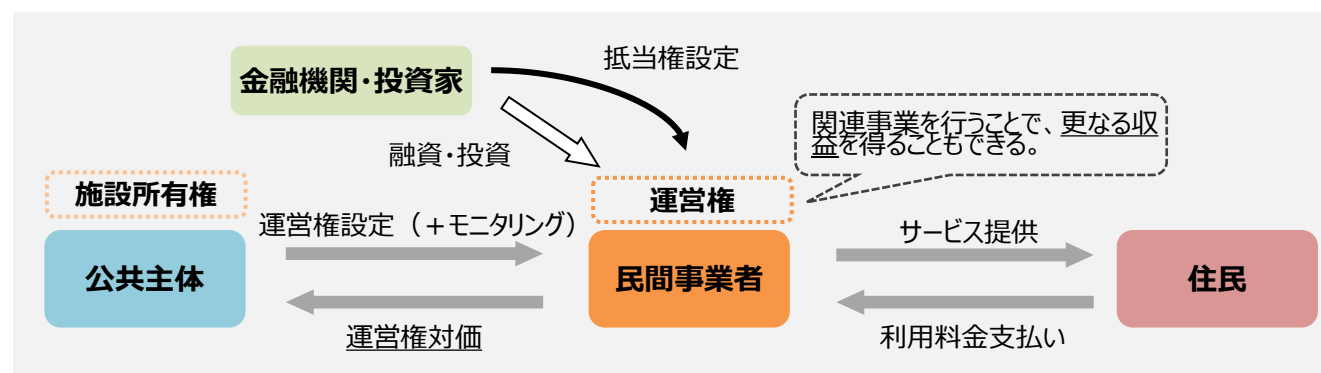 抵当権設定
金融機関・投資家
関連事業を行うことで、更なる収
益を得ることもできる。
融資・投資
施設所有権
運営権
運営権設定（＋モニタリング）
サービス提供
公共主体
民間事業者
住民
運営権対価
利用料金支払い